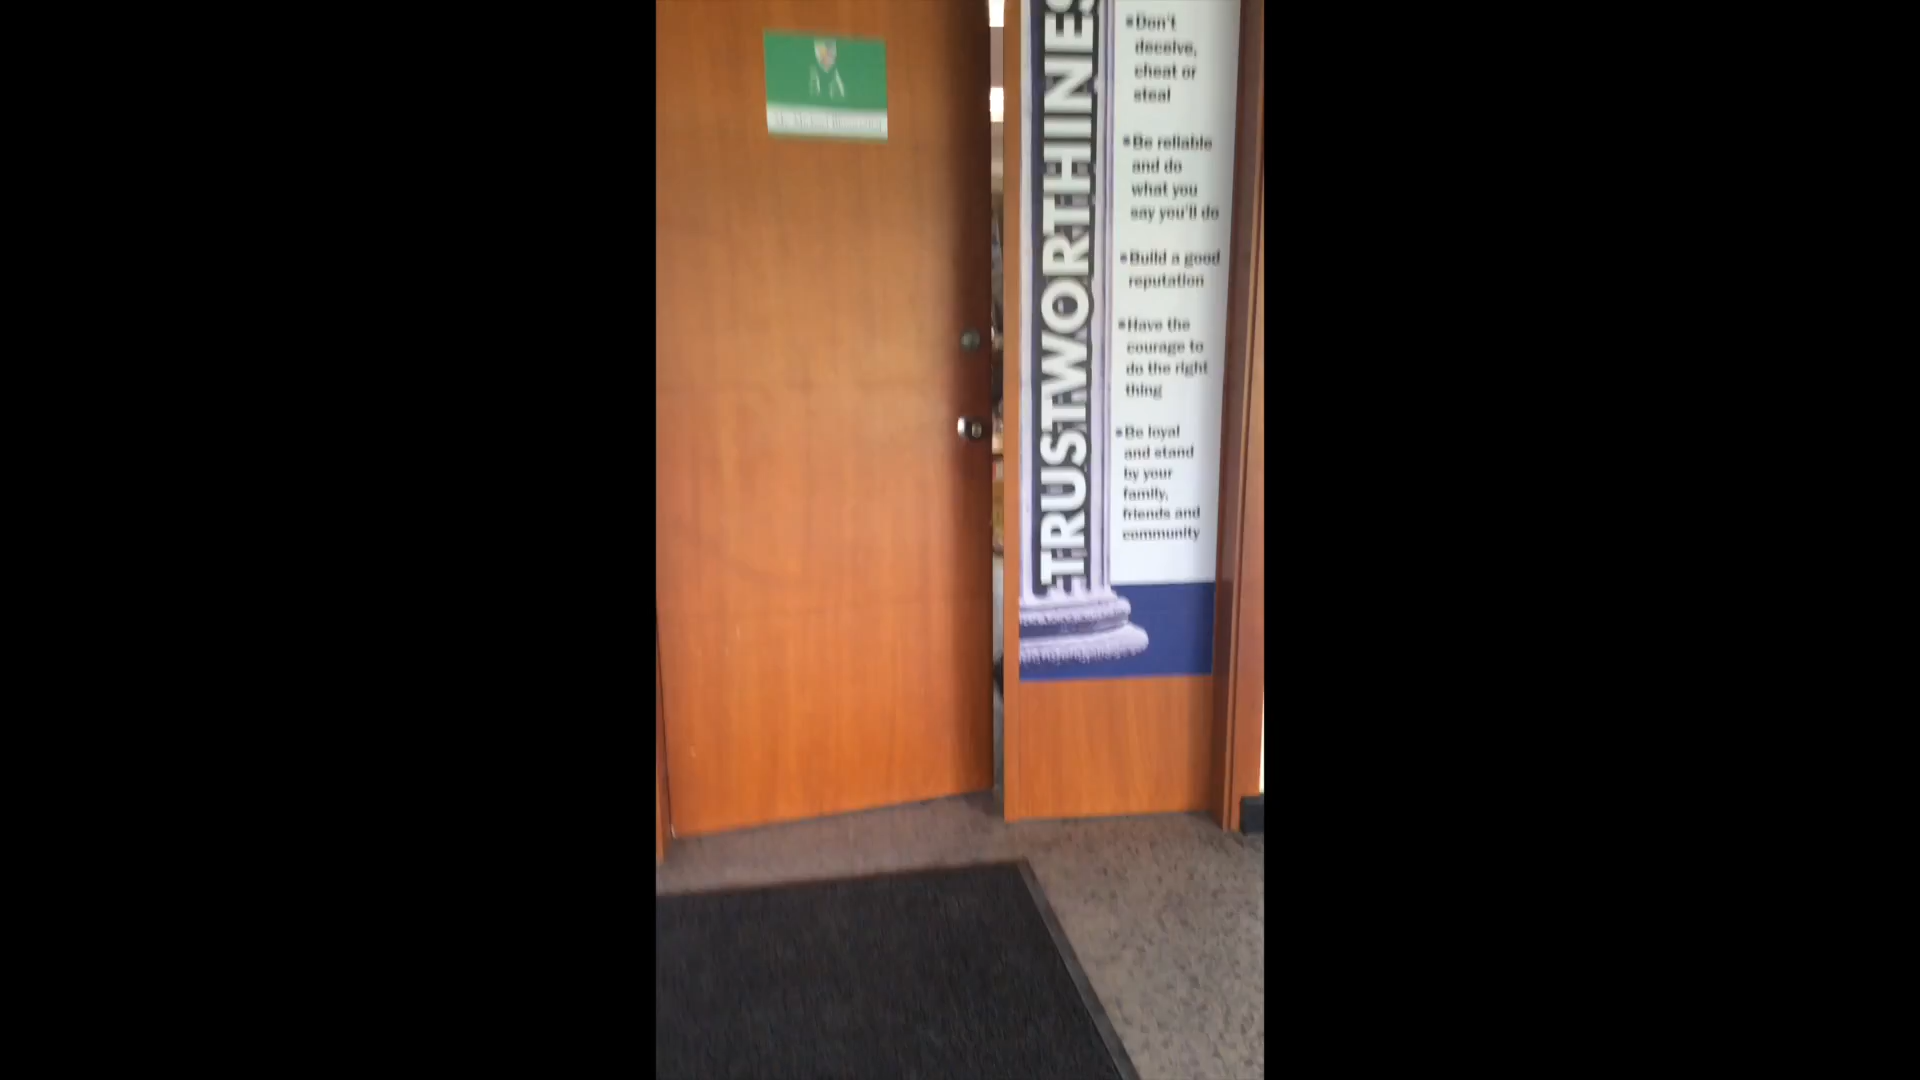 TRUSTWORTHINES
•Don't
deceive,
cheat or
steal
•Be reliable
and do
what you
say you'll do
•Build a good
reputation
•Have the
courage to
do the right
thing
•Be loyal
and stand
by your
family,
friends and
community